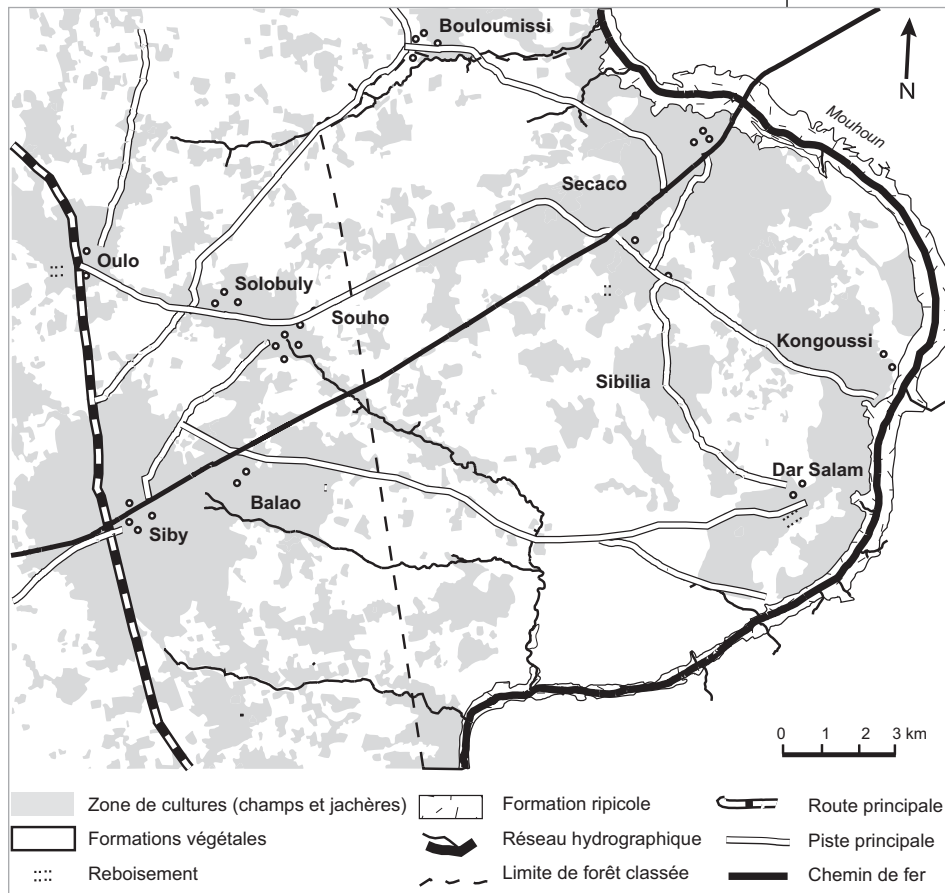 Bouloumissi
N
Mouhoun
Secaco
Oulo
Solobuly
Souho
Kongoussi
Sibilia
Dar Salam
Balao
Siby
0 1 2 3 km
Zone de cultures (champs et jachères)
Formation ripicole
Route principale
Formations végétales
Réseau hydrographique
Piste principale
Reboisement
Limite de forêt classée
Chemin de fer